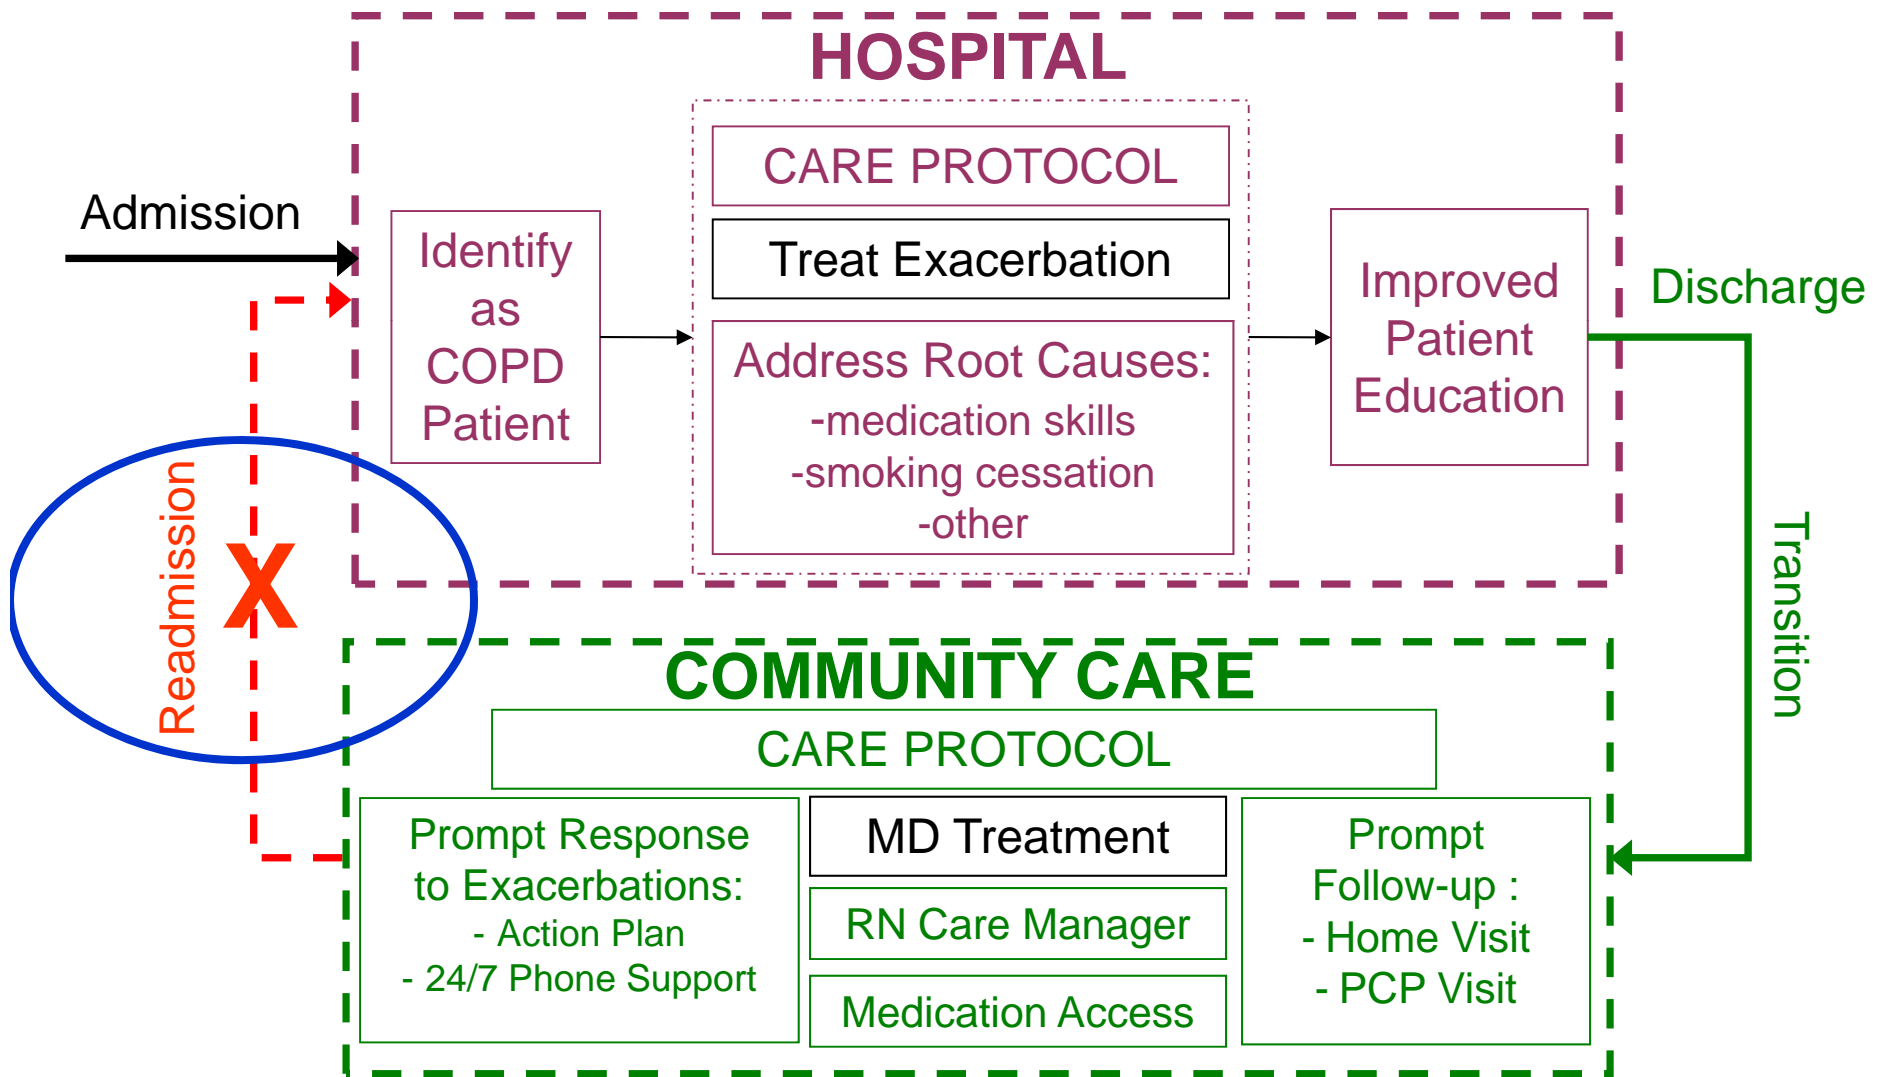 HOSPITAL
Admission
Identify
as
COPD
Patient
CARE PROTOCOL
Treat Exacerbation
Address Root Causes:
-medication skills
-smoking cessation
-other
Improved
Patient
Education
Discharge
Transition
Readmission
X
COMMUNITY CARE
CARE PROTOCOL
Prompt Response
to Exacerbations:
- Action Plan
- 24/7 Phone Support
MD Treatment
RN Care Manager
Medication Access
Prompt
Follow-up :
- Home Visit
- PCP Visit